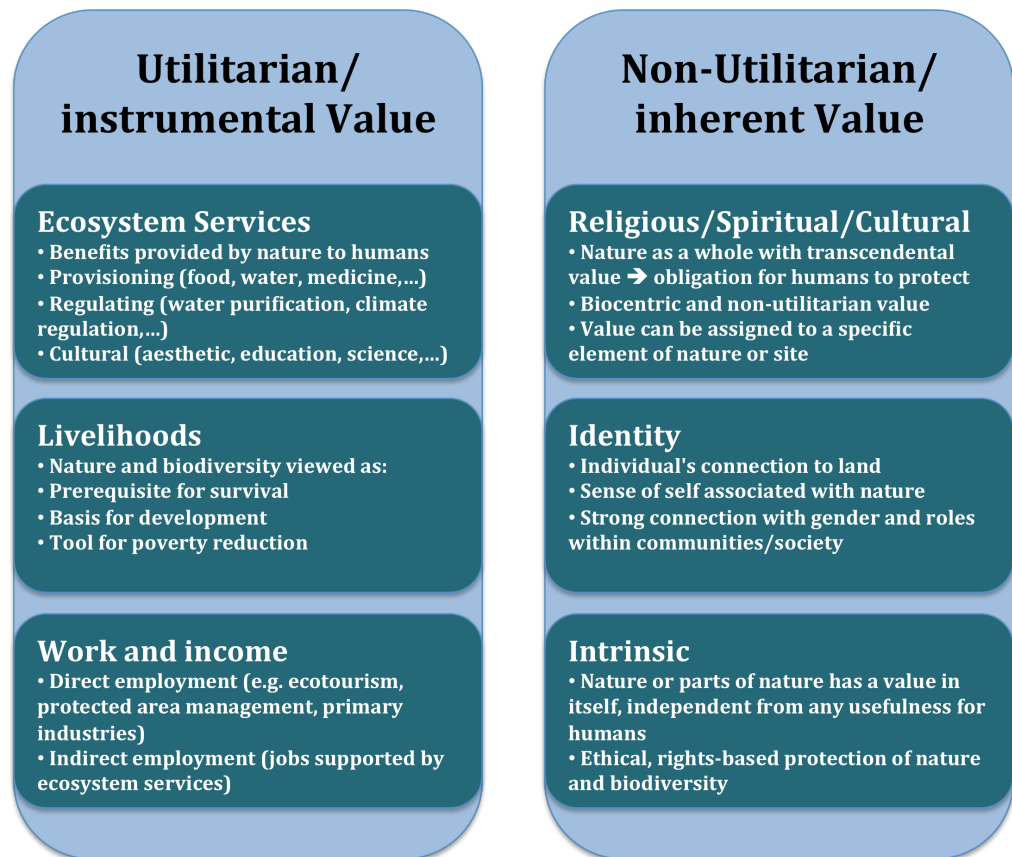 Utilitarian/
instrumental Value
Ecosystem Services
• Benefits provided by nature to humans
• Provisioning (food, water, medicine,...)
• Regulating (water purification, climate
regulation,...)
• Cultural (aesthetic, education, science,...)
Livelihoods
• Nature and biodiversity viewed as:
• Prerequisite for survival
• Basis for development
• Tool for poverty reduction
Work and income
• Direct employment (e.g. ecotourism,
protected area management, primary
industries)
• Indirect employment (jobs supported by
ecosystem services)
Non-Utilitarian/
inherent Value
Religious/Spiritual/Cultural
• Nature as a whole with transcendental
value ➔ obligation for humans to protect
• Biocentric and non-utilitarian value
• Value can be assigned to a specific
element of nature or site
Identity
• Individual's connection to land
• Sense of self associated with nature
• Strong connection with gender and roles
within communities/society
Intrinsic
• Nature or parts of nature has a value in
itself, independent from any usefulness for
humans
• Ethical, rights-based protection of nature
and biodiversity